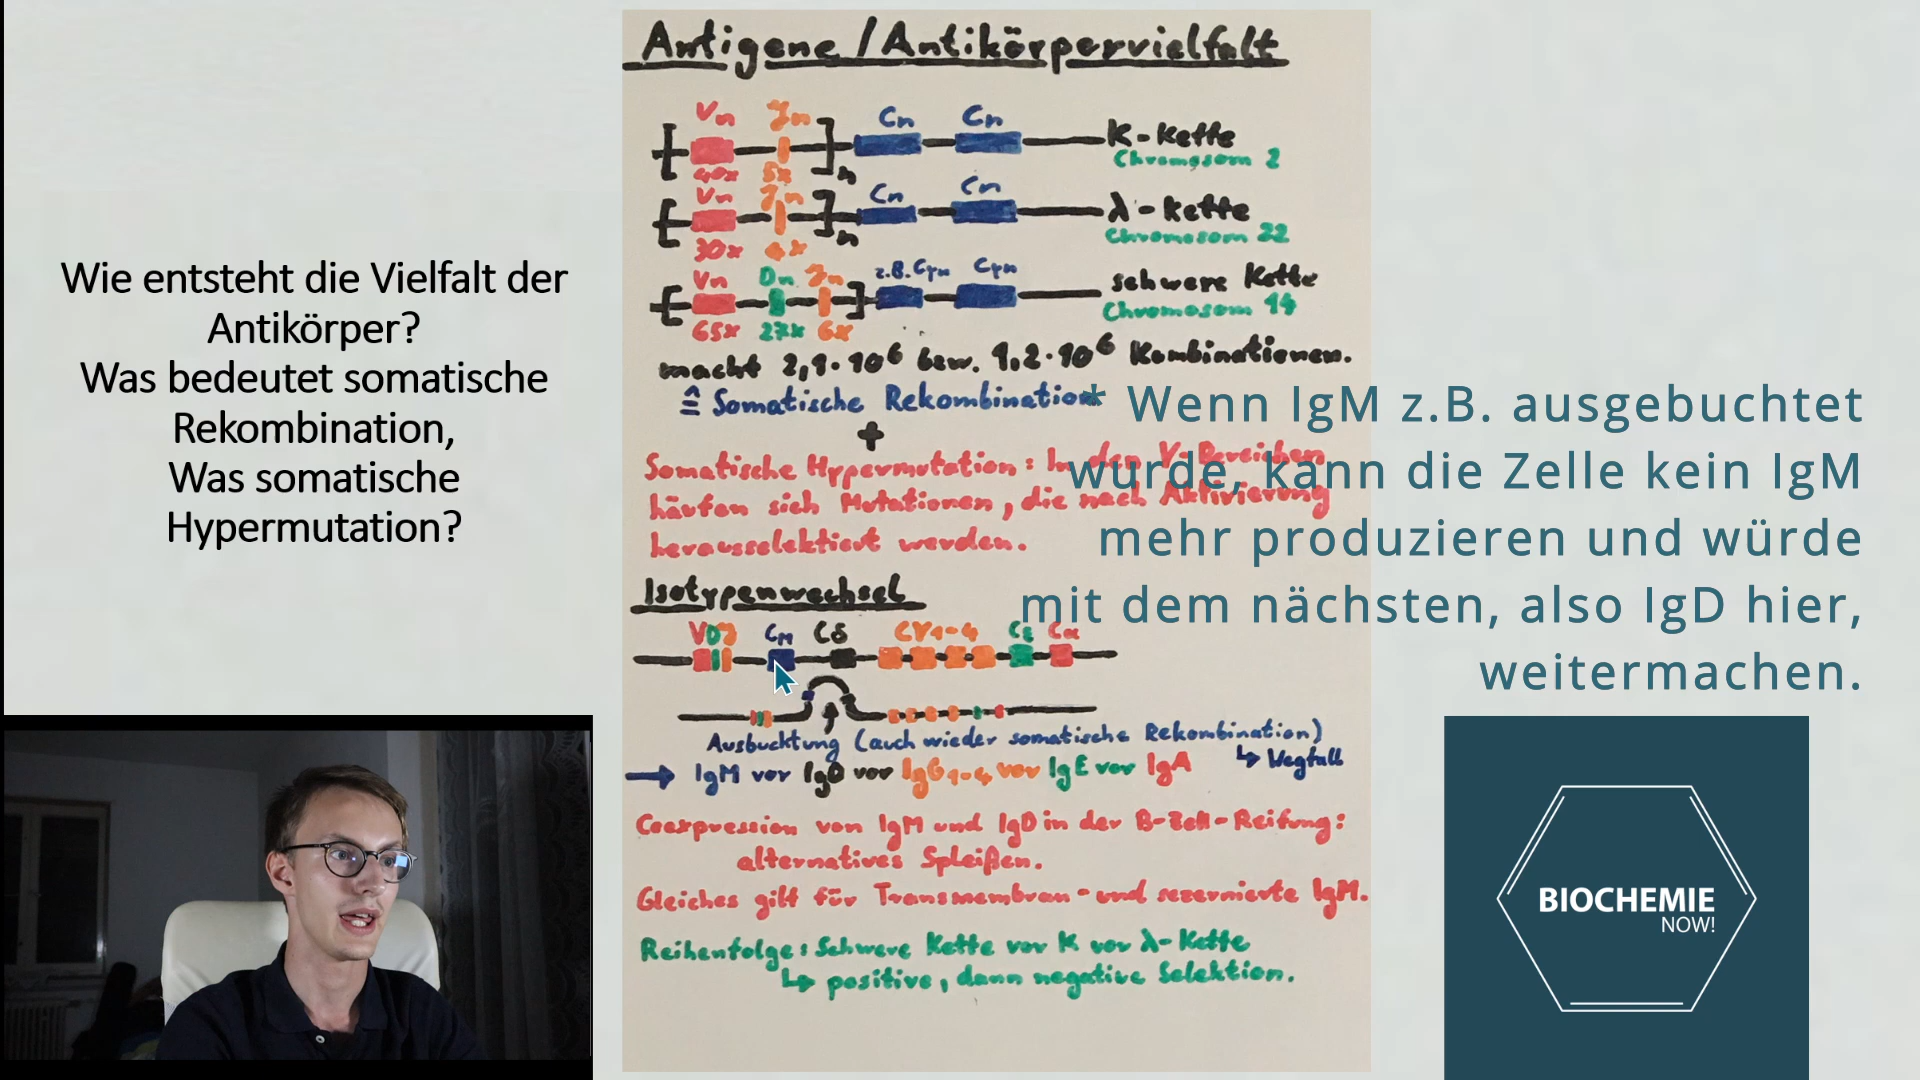 Wie entsteht die Vielfalt der
Antikörper?
Was bedeutet somatische
Rekombination,
Was somatische
Hypermutation?
Antigene / Antikörpervielfalt
Vn Jn Cn Cn
K-Kette
Chromosom 2
40x 5x n
Vn Jn Cn Cn
λ-Kette
Chromosom 22
30x 4x n
Vn Dn Jn z.B. Cγn Cγn
schwere Kette
Chromosom 14
65x 27x 6x
macht 2,1·10⁶ bzw. 1,2·10⁶ Kombinationen.
≙ Somatische Rekombination
+
Somatische Hypermutation: In den V-Bereichen
häufen sich Mutationen, die nach Aktivierung
herausselektiert werden.
* Wenn IgM z.B. ausgebuchtet
wurde, kann die Zelle kein IgM
mehr produzieren und würde
mit dem nächsten, also IgD hier,
weitermachen.
Isotypenwechsel
VDJ CM Cδ Cγ1-4 Cε Cα
Ausbucktung (auch wieder somatische Rekombination)
↳ Wegfall
→ IgM vor IgD vor IgG1-4 vor IgE vor IgA
Coexpression von IgM und IgD in der B-Zell-Reifung:
alternatives Spleißen.
Gleiches gilt für Transmembran- und sezernierte IgM.
Reihenfolge: Schwere Kette vor K vor λ-Kette
↳ positive, dann negative Selektion.
BIOCHEMIE
NOW!